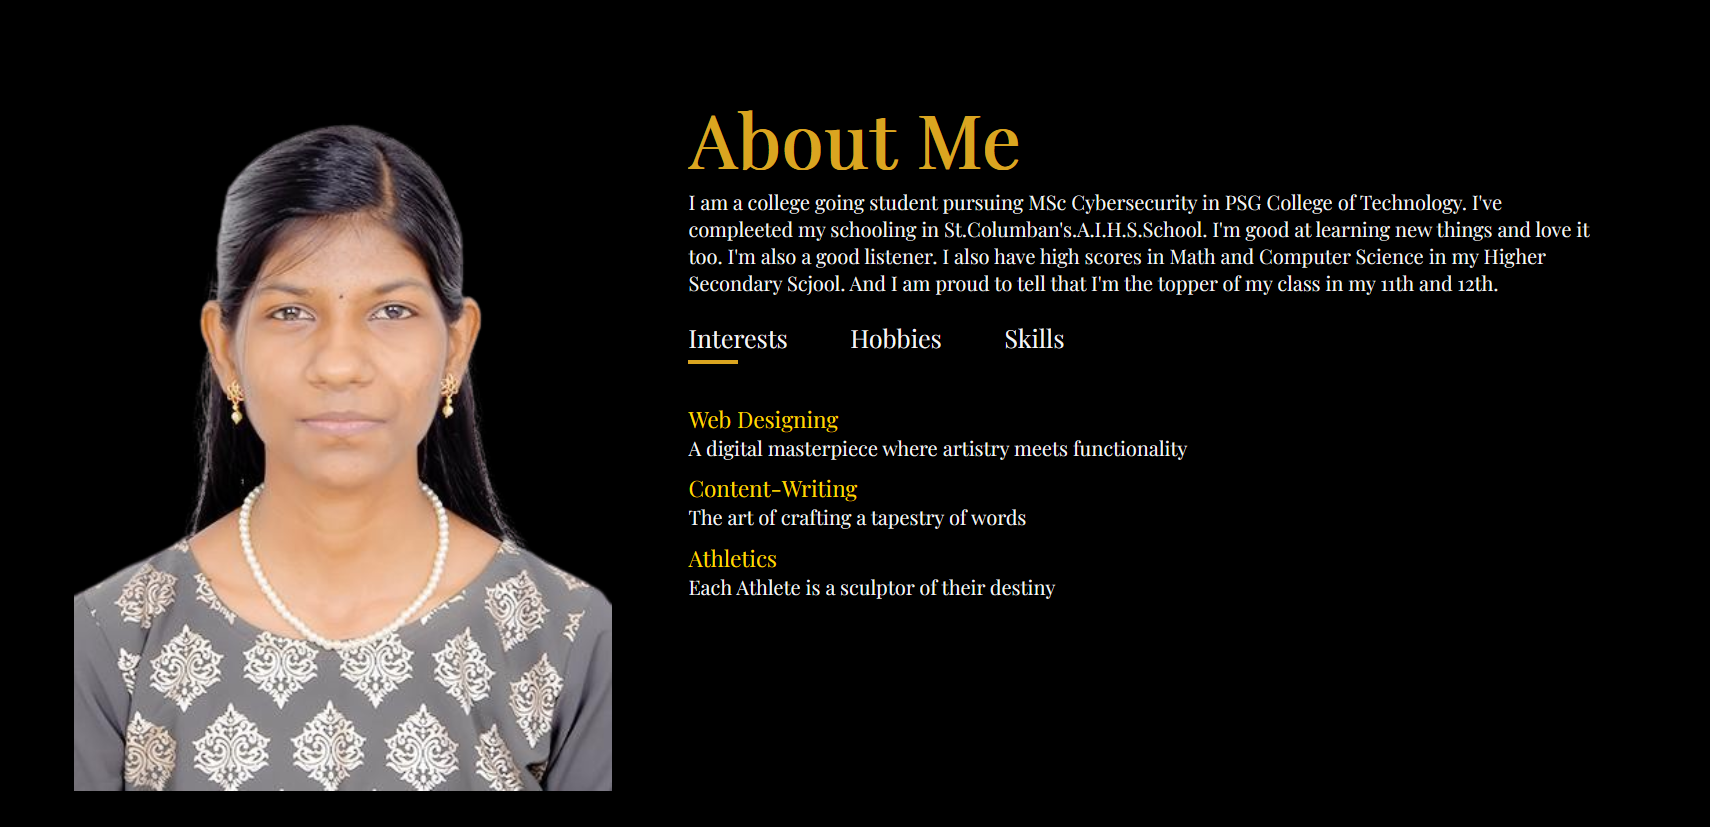 About Me
I am a college going student pursuing MSc Cybersecurity in PSG College of Technology. I've
compleeted my schooling in St.Columban's.A.I.H.S.School. I'm good at learning new things and love it
too. I'm also a good listener. I also have high scores in Math and Computer Science in my Higher
Secondary Scjool. And I am proud to tell that I'm the topper of my class in my 11th and 12th.
Interests Hobbies Skills
Web Designing
A digital masterpiece where artistry meets functionality
Content-Writing
The art of crafting a tapestry of words
Athletics
Each Athlete is a sculptor of their destiny